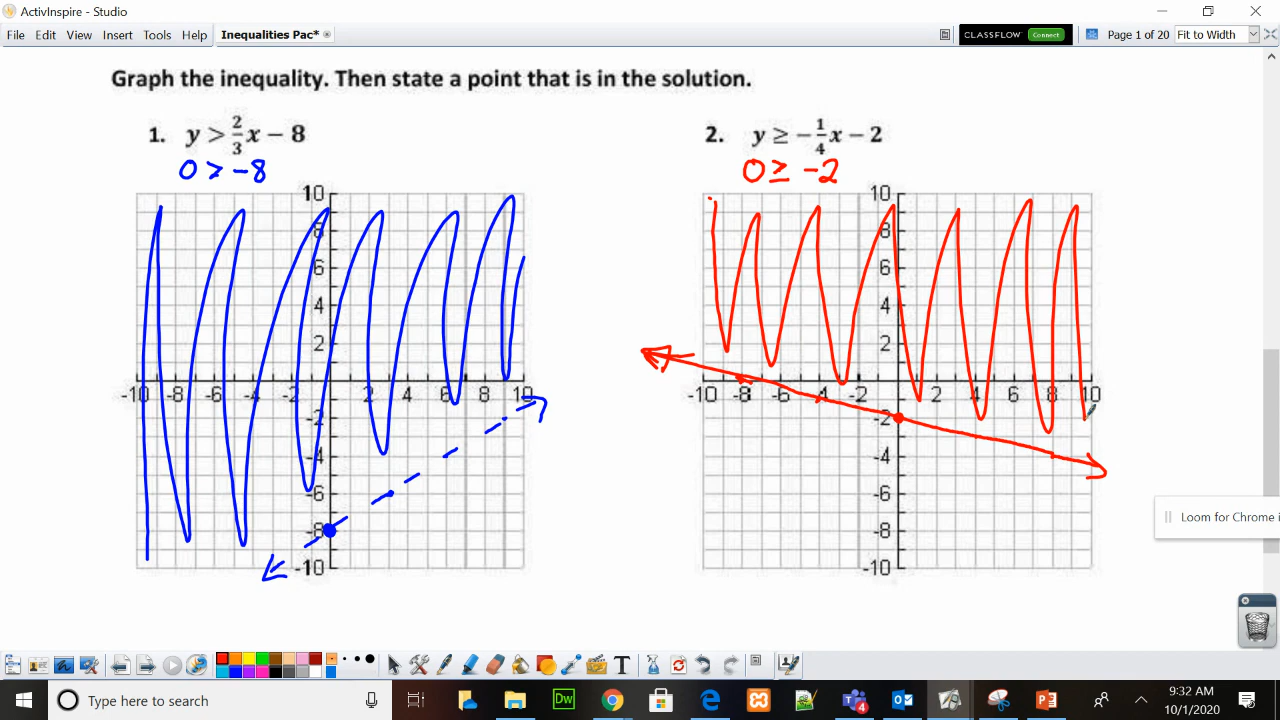 ActivInspire - Studio
File Edit View Insert Tools Help Inequalities Pac* CLASSFLOW Connect Page 1 of 20 Fit to Width
Graph the inequality. Then state a point that is in the solution.
1. y > 2/3 x − 8
0 > -8
2. y ≥ − 1/4 x − 2
0 ≥ -2
10
8
6
4
2
-10 -8 -6 -4 -2 2 4 6 8 10
-2
-4
-6
-8
-10
10
8
6
4
2
-10 -8 -6 -4 -2 2 4 6 8 10
-2
-4
-6
-8
-10
Loom for Chrome i
T
Type here to search
Dw
4
9:32 AM
10/1/2020